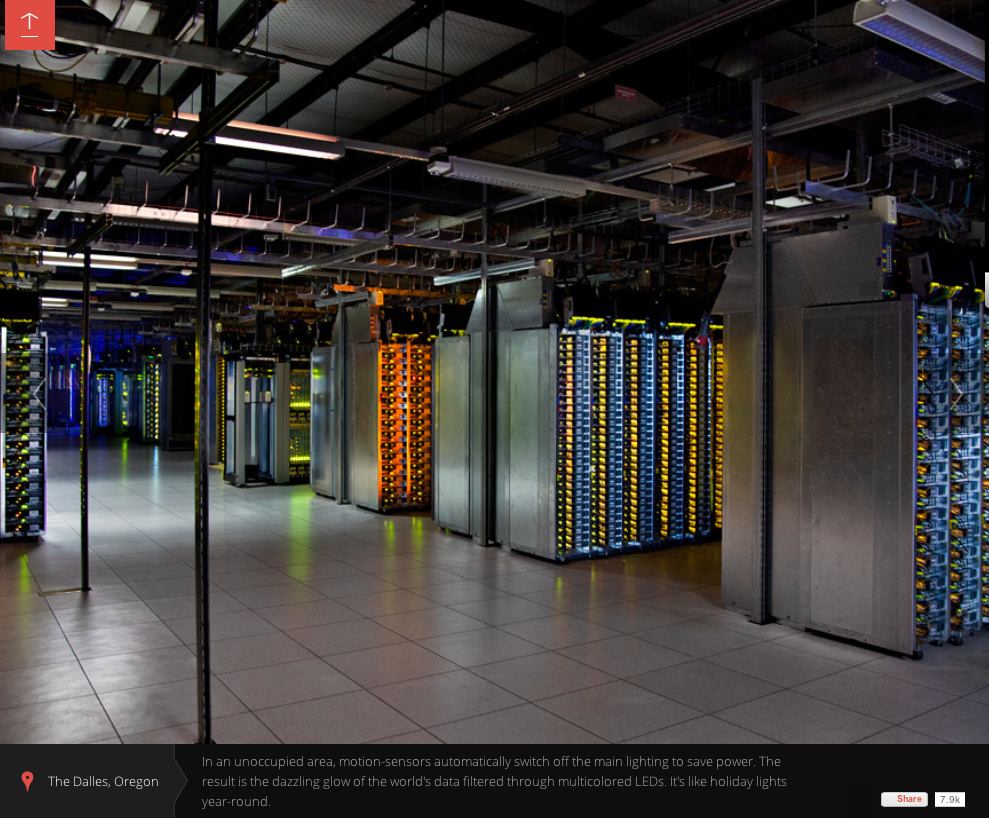 The Dalles, Oregon
In an unoccupied area, motion-sensors automatically switch off the main lighting to save power. The
result is the dazzling glow of the world's data filtered through multicolored LEDs. It's like holiday lights
year-round.
Share
7.9k